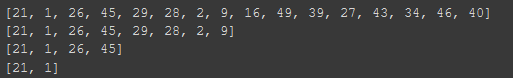 [21, 1, 26, 45, 29, 28, 2, 9, 16, 49, 39, 27, 43, 34, 46, 40]
[21, 1, 26, 45, 29, 28, 2, 9]
[21, 1, 26, 45]
[21, 1]